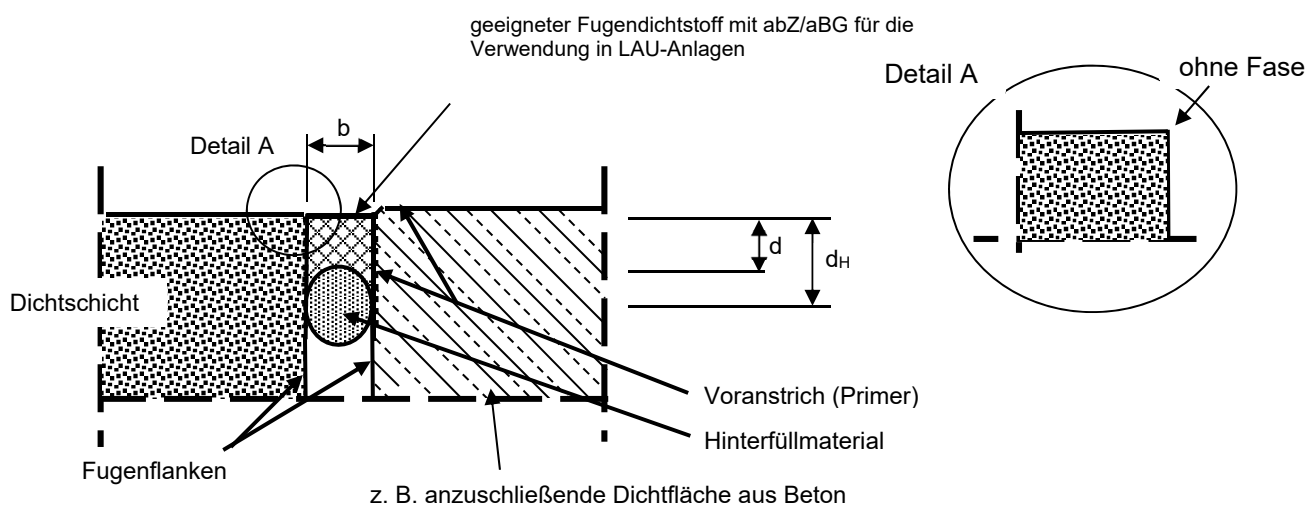 geeigneter Fugendichtstoff mit abZ/aBG für die
Verwendung in LAU-Anlagen
Detail A
ohne Fase
b
Detail A
d
dH
Dichtschicht
Voranstrich (Primer)
Hinterfüllmaterial
Fugenflanken
z. B. anzuschließende Dichtfläche aus Beton